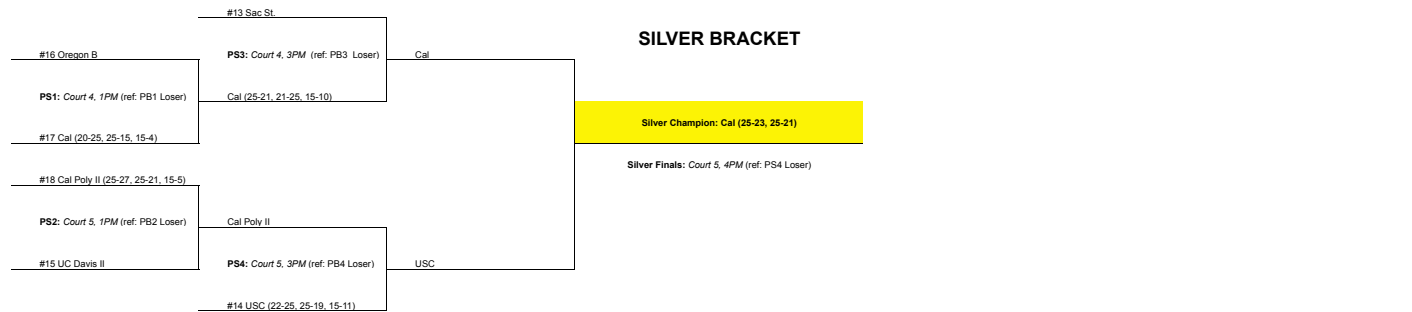 #13 Sac St.
SILVER BRACKET
#16 Oregon B
PS3: Court 4, 3PM (ref: PB3 Loser)
Cal
PS1: Court 4, 1PM (ref: PB1 Loser)
Cal (25-21, 21-25, 15-10)
Silver Champion: Cal (25-23, 25-21)
#17 Cal (20-25, 25-15, 15-4)
Silver Finals: Court 5, 4PM (ref: PS4 Loser)
#18 Cal Poly II (25-27, 25-21, 15-5)
PS2: Court 5, 1PM (ref: PB2 Loser)
Cal Poly II
#15 UC Davis II
PS4: Court 5, 3PM (ref: PB4 Loser)
USC
#14 USC (22-25, 25-19, 15-11)